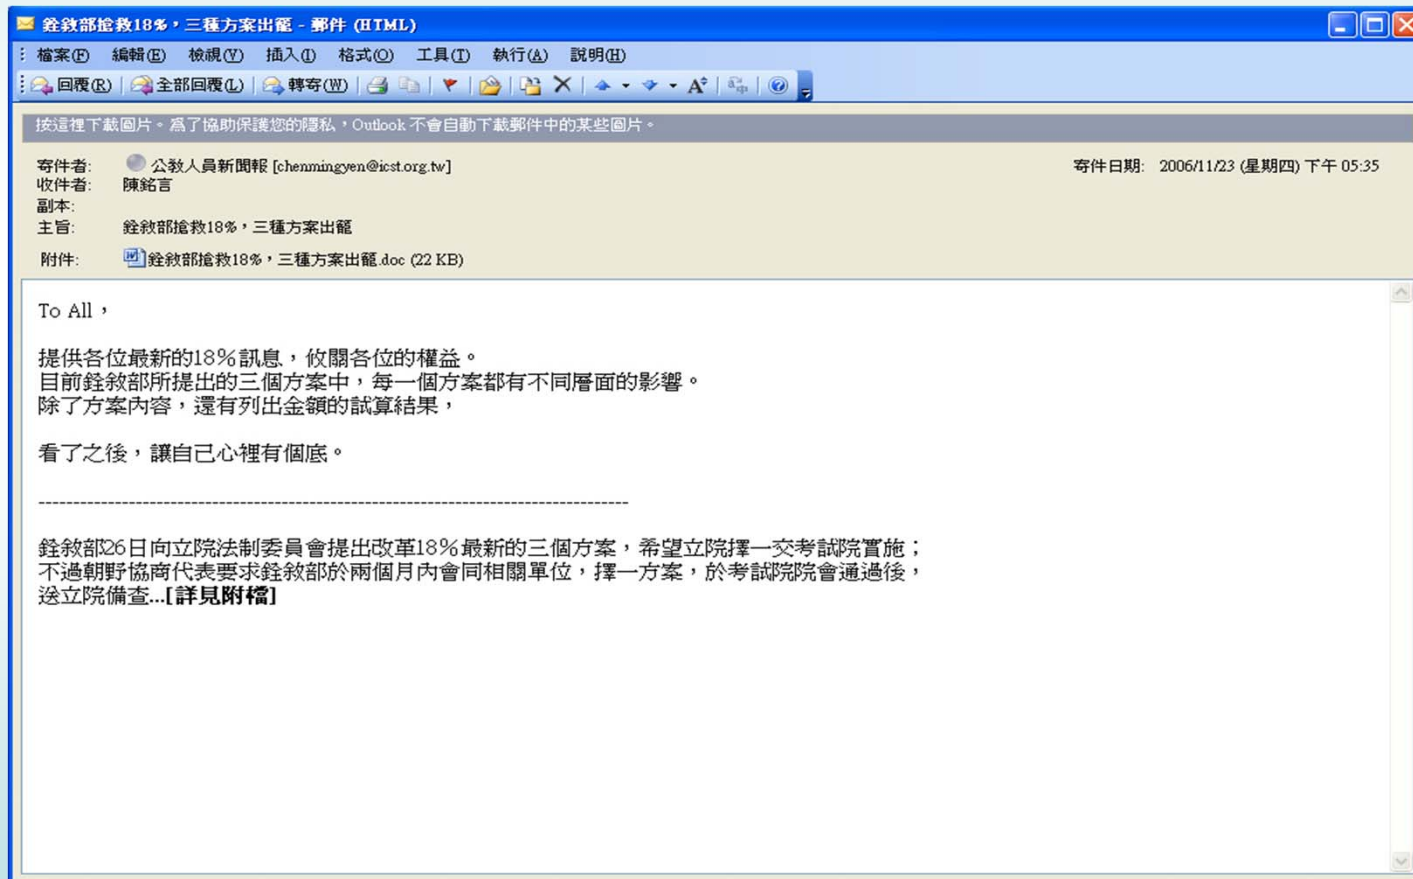 銓敘部搶救18%，三種方案出籠 - 郵件 (HTML)
檔案(F) 編輯(E) 檢視(V) 插入(I) 格式(O) 工具(T) 執行(A) 說明(H)
回覆(R) 全部回覆(L) 轉寄(W)
按這裡下載圖片。為了協助保護您的隱私，Outlook 不會自動下載郵件中的某些圖片。
寄件者: 公教人員新聞報 [chenmingyen@icst.org.tw] 寄件日期: 2006/11/23 (星期四) 下午 05:35
收件者: 陳銘言
副本:
主旨: 銓敘部搶救18%，三種方案出籠
附件: 銓敘部搶救18%，三種方案出籠.doc (22 KB)
To All，
提供各位最新的18%訊息，攸關各位的權益。
目前銓敘部所提出的三個方案中，每一個方案都有不同層面的影響。
除了方案內容，還有列出金額的試算結果，
看了之後，讓自己心裡有個底。
------------------------------------------------------------------------------------
銓敘部26日向立院法制委員會提出改革18%最新的三個方案，希望立院擇一交考試院實施；
不過朝野協商代表要求銓敘部於兩個月內會同相關單位，擇一方案，於考試院院會通過後，
送立院備查...[詳見附檔]